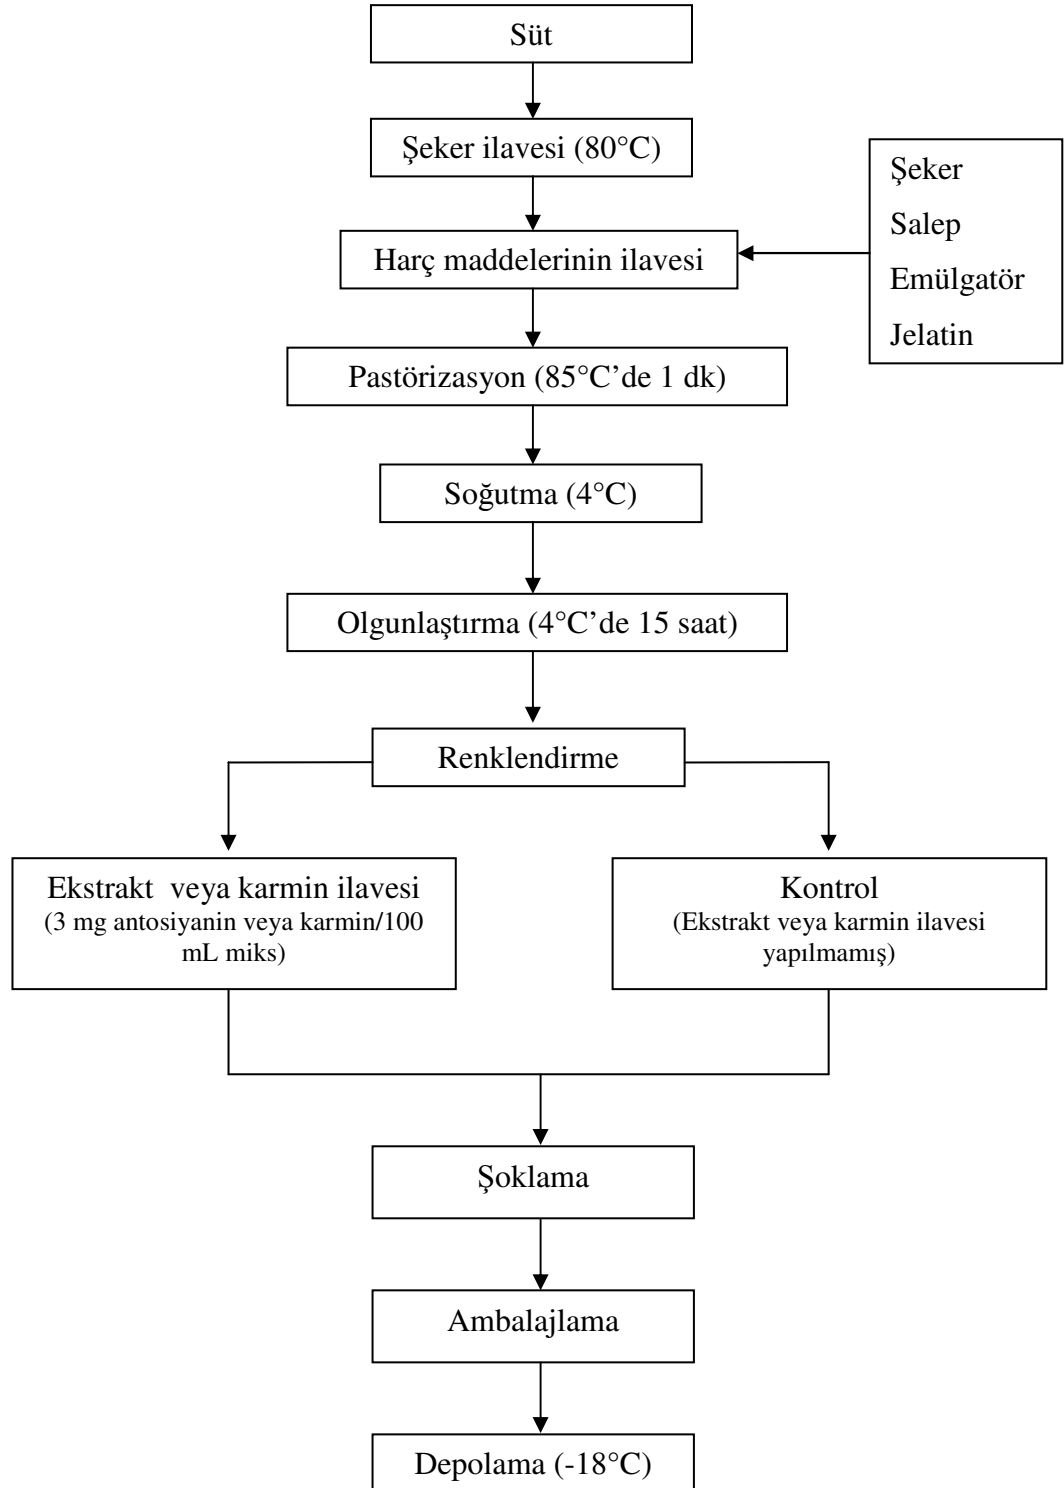 Süt
Şeker ilavesi (80°C)
Şeker
Salep
Emülgatör
Jelatin
Harç maddelerinin ilavesi
Pastörizasyon (85°C’de 1 dk)
Soğutma (4°C)
Olgunlaştırma (4°C’de 15 saat)
Renklendirme
Ekstrakt veya karmin ilavesi
(3 mg antosiyanin veya karmin/100
mL miks)
Kontrol
(Ekstrakt veya karmin ilavesi
yapılmamış)
Şoklama
Ambalajlama
Depolama (-18°C)